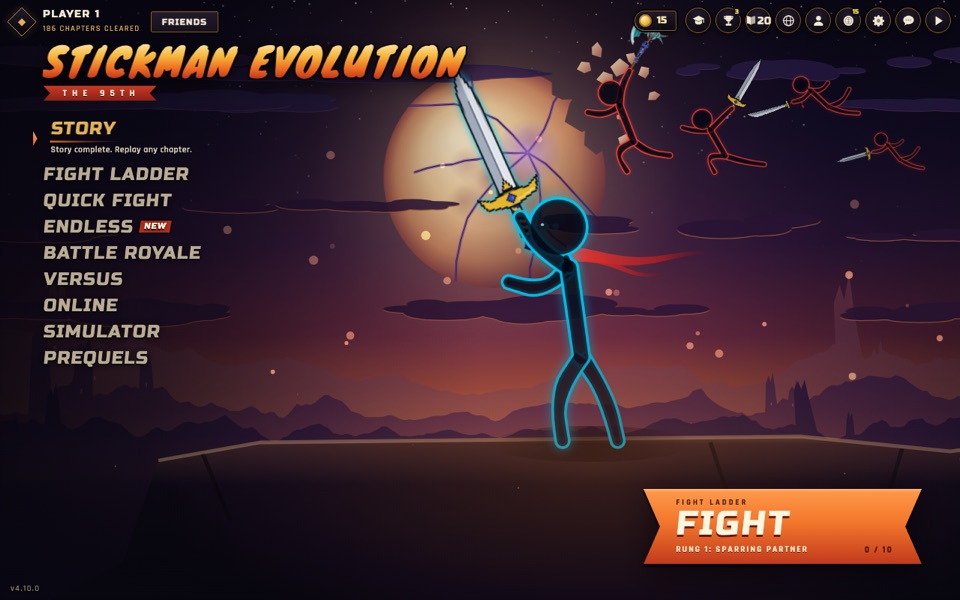 PLAYER 1
186 CHAPTERS CLEARED
FRIENDS
15
3
20
15
STICKMAN EVOLUTION
THE 95TH
STORY
Story complete. Replay any chapter.
FIGHT LADDER
QUICK FIGHT
ENDLESS NEW
BATTLE ROYALE
VERSUS
ONLINE
SIMULATOR
PREQUELS
FIGHT LADDER
FIGHT
RUNG 1: SPARRING PARTNER 0 / 10
v4.10.0